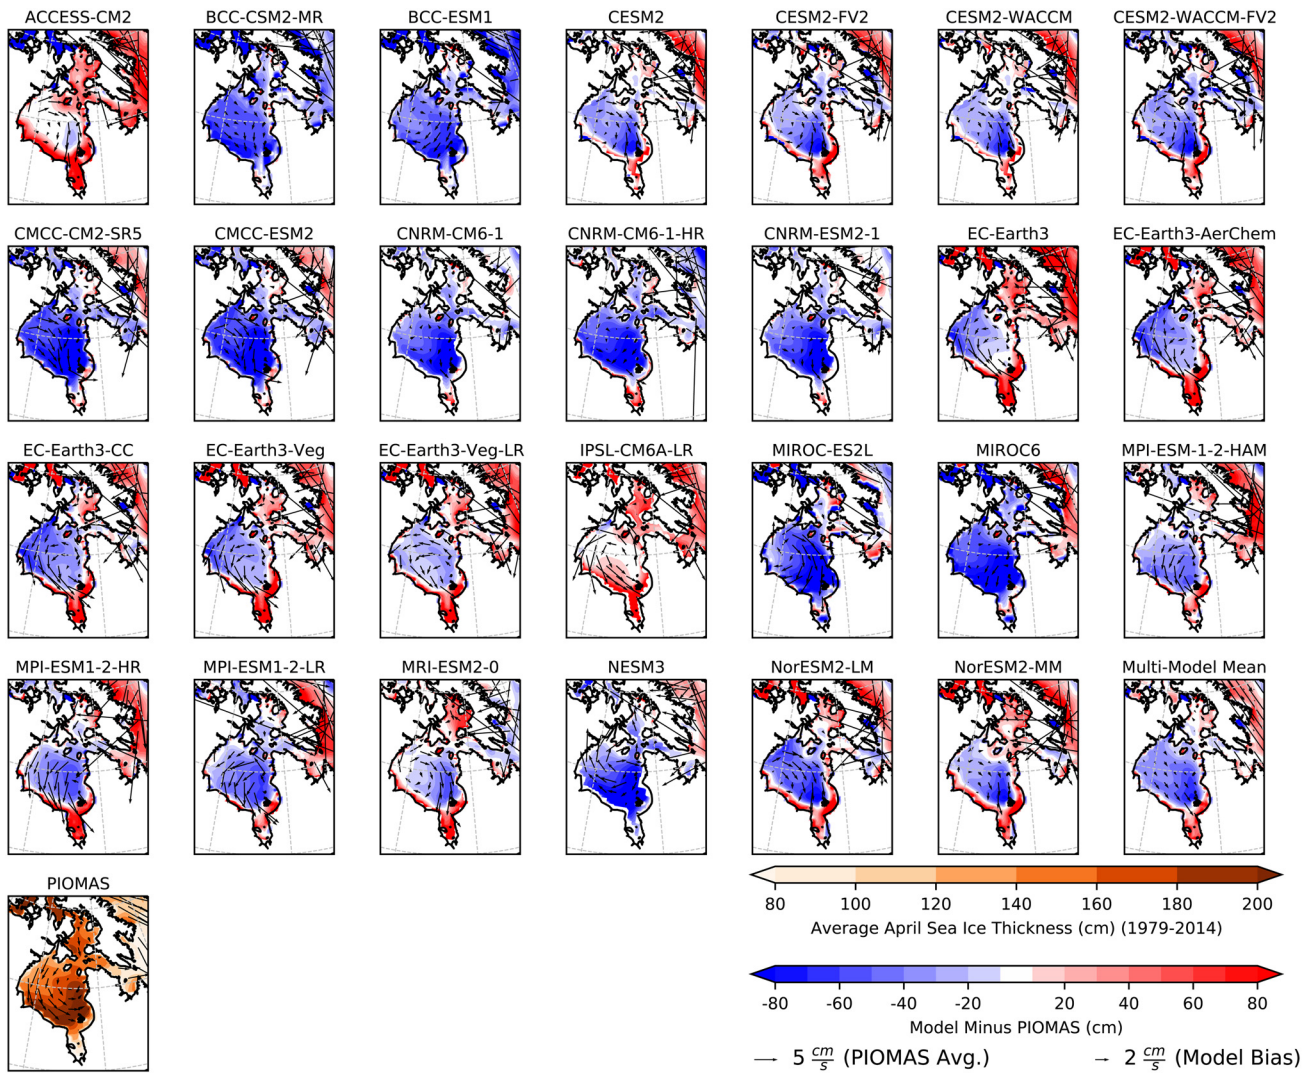 ACCESS-CM2 BCC-CSM2-MR BCC-ESM1 CESM2 CESM2-FV2 CESM2-WACCM CESM2-WACCM-FV2
CMCC-CM2-SR5 CMCC-ESM2 CNRM-CM6-1 CNRM-CM6-1-HR CNRM-ESM2-1 EC-Earth3 EC-Earth3-AerChem
EC-Earth3-CC EC-Earth3-Veg EC-Earth3-Veg-LR IPSL-CM6A-LR MIROC-ES2L MIROC6 MPI-ESM-1-2-HAM
MPI-ESM1-2-HR MPI-ESM1-2-LR MRI-ESM2-0 NESM3 NorESM2-LM NorESM2-MM Multi-Model Mean
PIOMAS
80 100 120 140 160 180 200
Average April Sea Ice Thickness (cm) (1979-2014)
-80 -60 -40 -20 20 40 60 80
Model Minus PIOMAS (cm)
5 cm/s (PIOMAS Avg.) 2 cm/s (Model Bias)